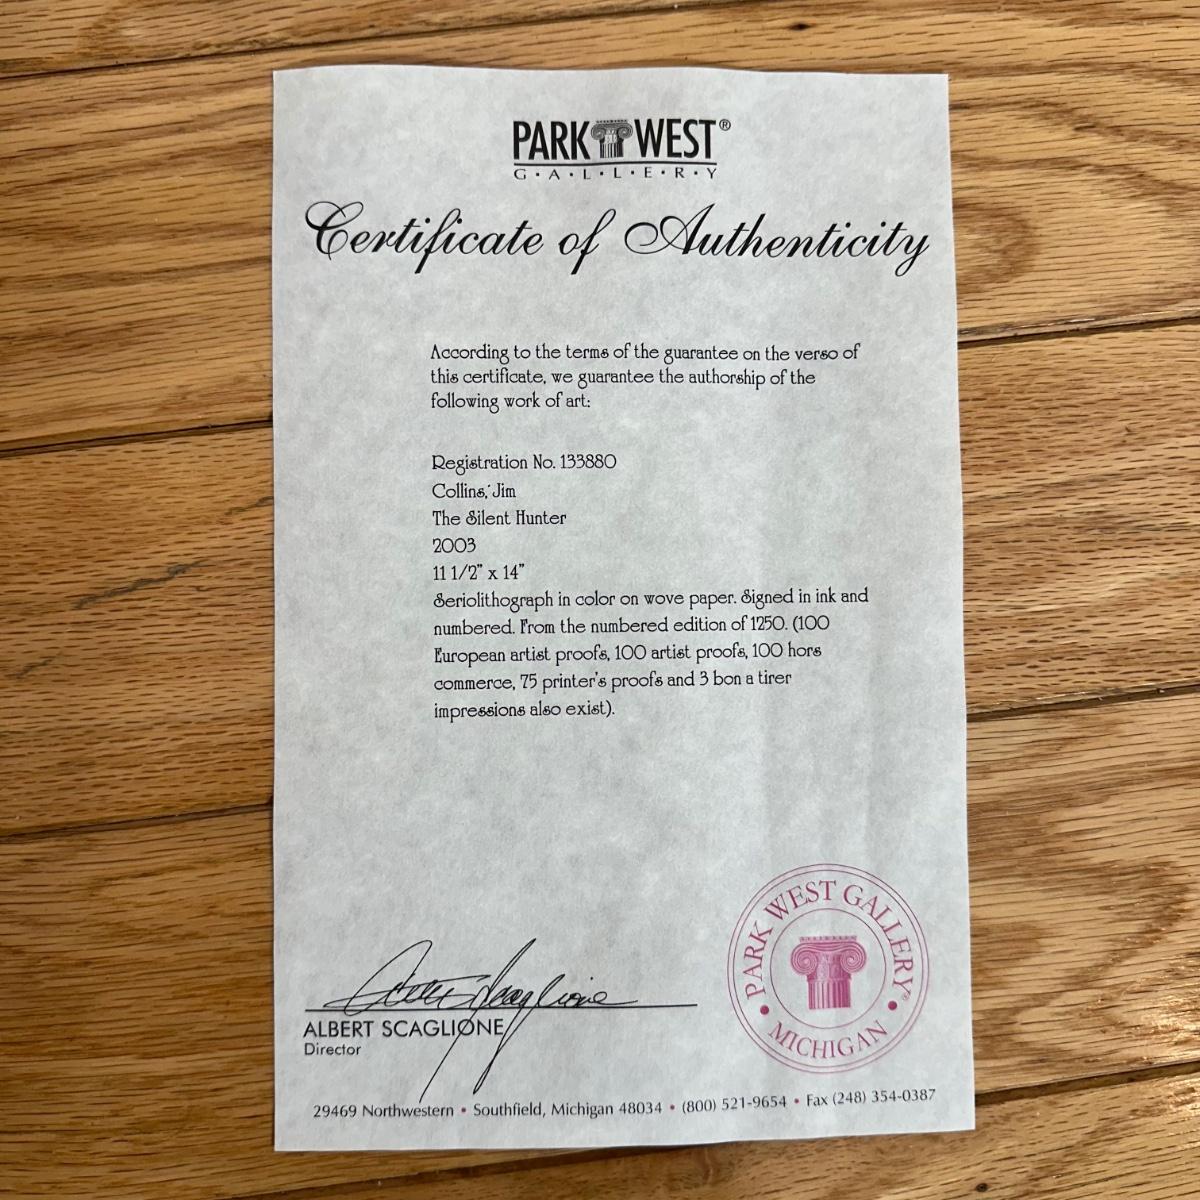 PARK WEST®
G·A·L·L·E·R·Y
Certificate of Authenticity
According to the terms of the guarantee on the verso of
this certificate, we guarantee the authorship of the
following work of art:
Registration No. 133880
Collins, Jim
The Silent Hunter
2003
11 1/2" x 14"
Seriolithograph in color on wove paper. Signed in ink and
numbered. From the numbered edition of 1250. (100
European artist proofs, 100 artist proofs, 100 hors
commerce, 75 printer's proofs and 3 bon a tirer
impressions also exist).
Albert Scaglione
ALBERT SCAGLIONE
Director
PARK WEST GALLERY®
• MICHIGAN •
29469 Northwestern • Southfield, Michigan 48034 • (800) 521-9654 • Fax (248) 354-0387